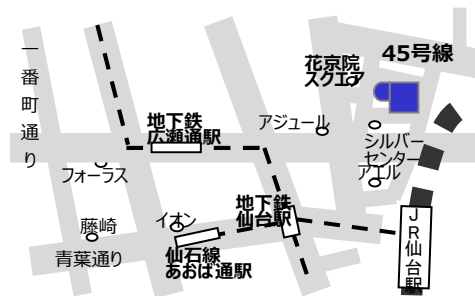 一番町通り
花京院
スクエア
45号線
地下鉄
広瀬通駅
アジュール
シルバー
センター
アエル
フォーラス
地下鉄
仙台駅
藤崎
イオン
青葉通り
仙石線
あおば通駅
JR仙台駅